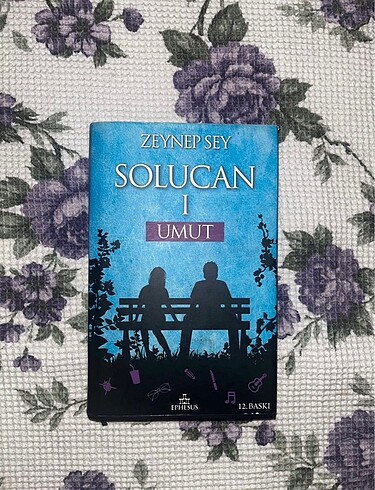 ZEYNEP SEY
SOLUCAN
I
UMUT
EPHESUS
12. BASKI